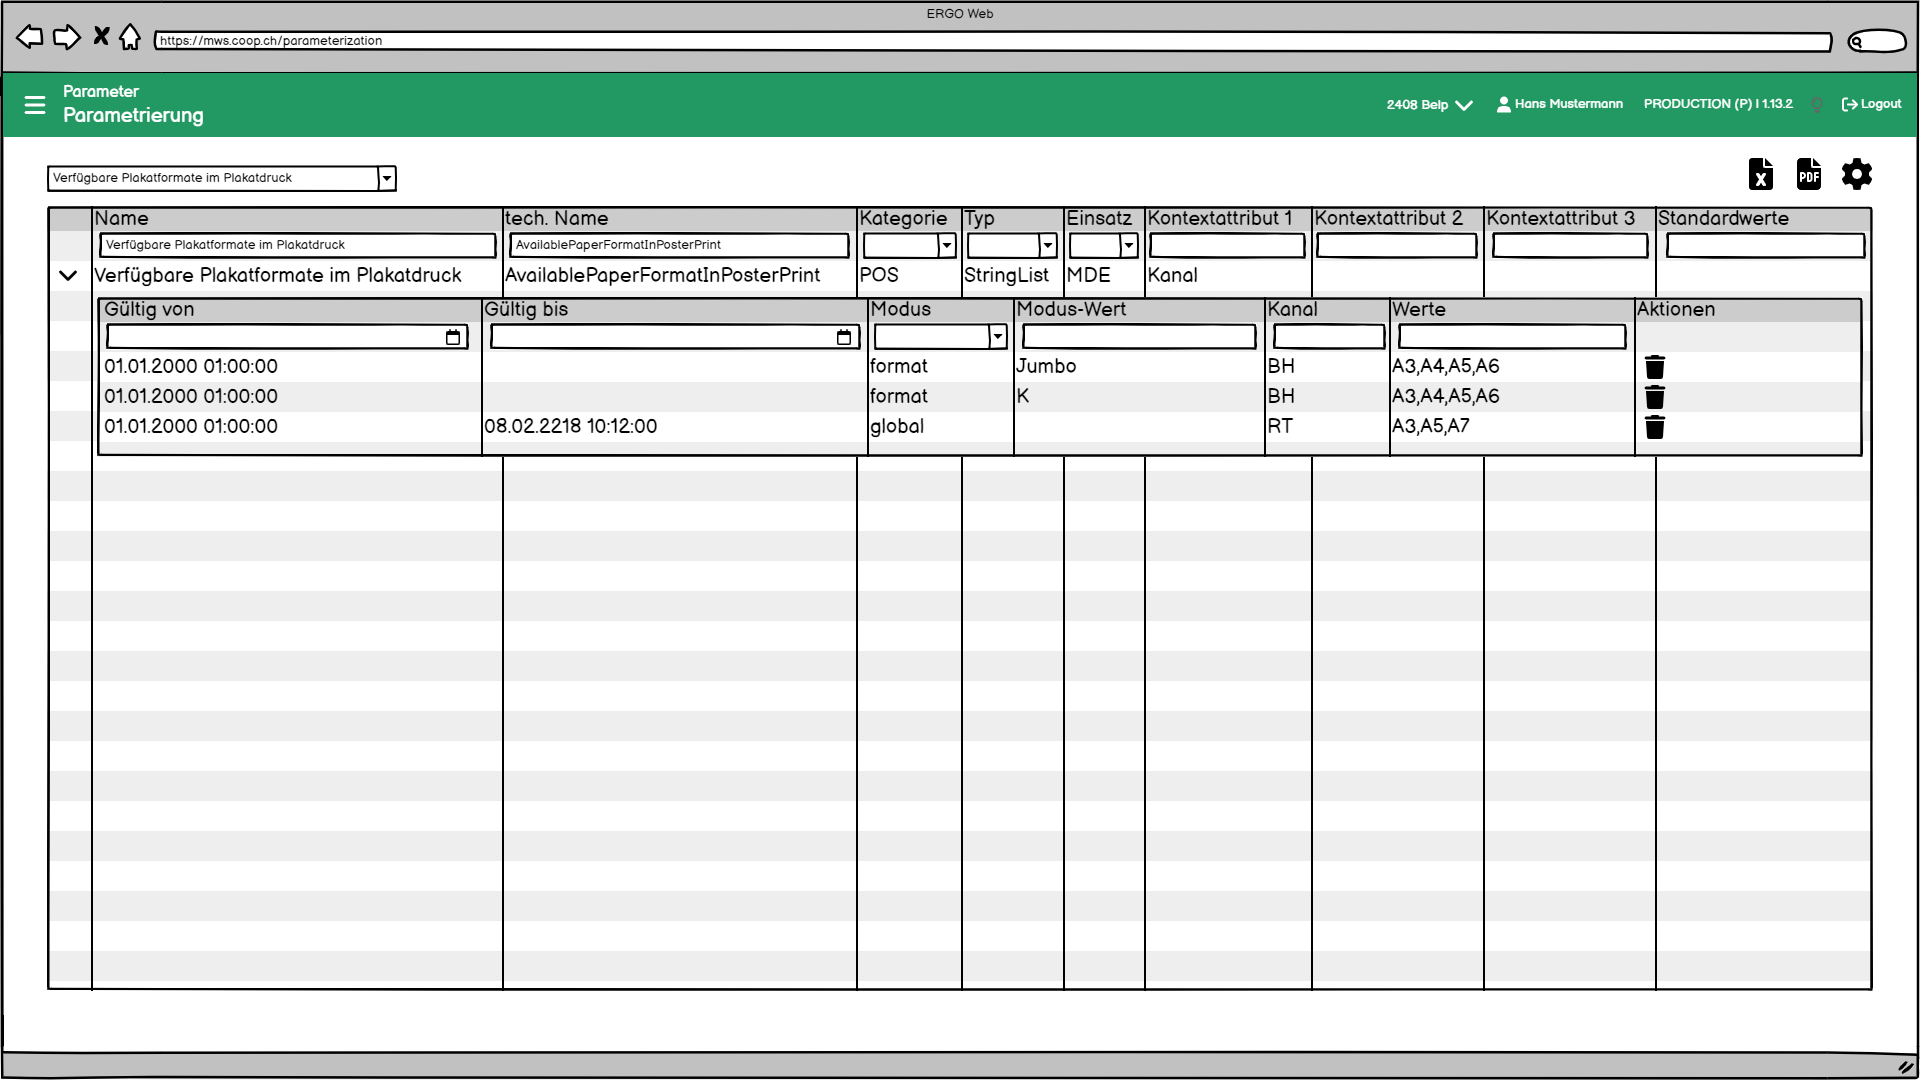 ERGO Web
https://mws.coop.ch/parameterization
Parameter
Parametrierung
2408 Belp
Hans Mustermann
PRODUCTION (P) I 1.13.2
Logout
Verfügbare Plakatformate im Plakatdruck
X
PDF
Name tech. Name Kategorie Typ Einsatz Kontextattribut 1 Kontextattribut 2 Kontextattribut 3 Standardwerte
Verfügbare Plakatformate im Plakatdruck AvailablePaperFormatInPosterPrint
Verfügbare Plakatformate im Plakatdruck AvailablePaperFormatInPosterPrint POS StringList MDE Kanal
Gültig von Gültig bis Modus Modus-Wert Kanal Werte Aktionen
01.01.2000 01:00:00 format Jumbo BH A3,A4,A5,A6
01.01.2000 01:00:00 format K BH A3,A4,A5,A6
01.01.2000 01:00:00 08.02.2218 10:12:00 global RT A3,A5,A7